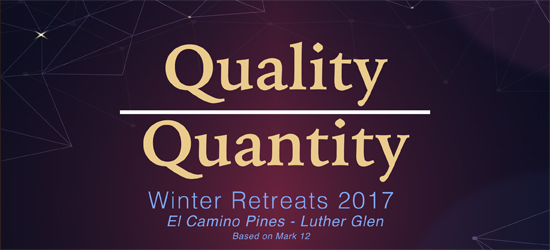 Quality
Quantity
Winter Retreats 2017
El Camino Pines - Luther Glen
Based on Mark 12